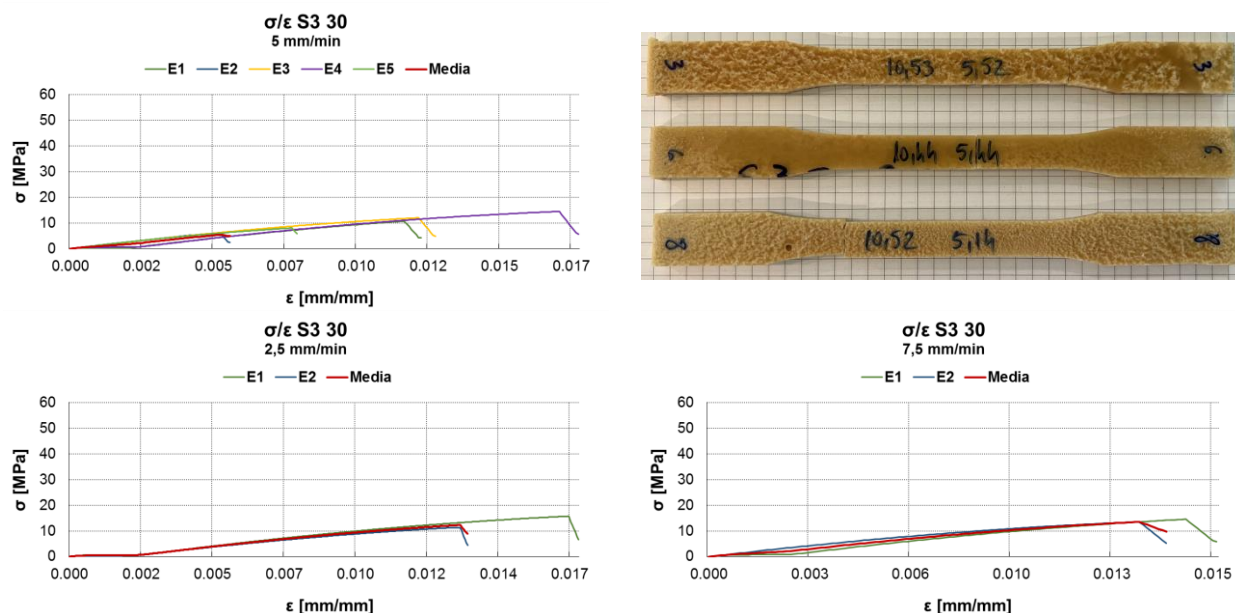 σ/ε S3 30
5 mm/min
E1 E2 E3 E4 E5 Media
σ [MPa]
60
50
40
30
20
10
0
0.000 0.002 0.005 0.007 0.010 0.012 0.015 0.017
ε [mm/mm]
3 10,53 5,52 3
6 10,44 5,44 6
8 10,52 5,14 8
σ/ε S3 30
2,5 mm/min
E1 E2 Media
σ [MPa]
60
50
40
30
20
10
0
0.000 0.002 0.005 0.007 0.010 0.012 0.015 0.017
ε [mm/mm]
σ/ε S3 30
7,5 mm/min
E1 E2 Media
σ [MPa]
60
50
40
30
20
10
0
0.000 0.003 0.006 0.010 0.013 0.015
ε [mm/mm]